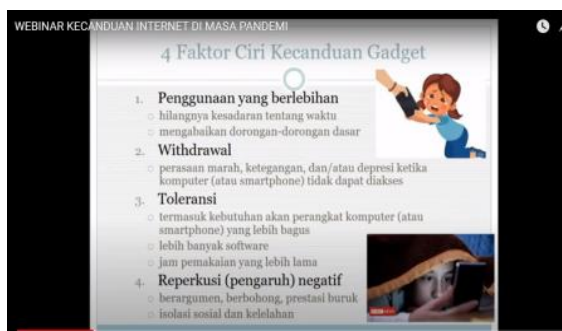 WEBINAR KECANDUAN INTERNET DI MASA PANDEMI
4 Faktor Ciri Kecanduan Gadget
1. Penggunaan yang berlebihan
hilangnya kesadaran tentang waktu
mengabaikan dorongan-dorongan dasar
2. Withdrawal
perasaan marah, ketegangan, dan/atau depresi ketika
komputer (atau smartphone) tidak dapat diakses
3. Toleransi
termasuk kebutuhan akan perangkat komputer (atau
smartphone) yang lebih bagus
lebih banyak software
jam pemakaian yang lebih lama
4. Reperkusi (pengaruh) negatif
berargumen, berbohong, prestasi buruk
isolasi sosial dan kelelahan